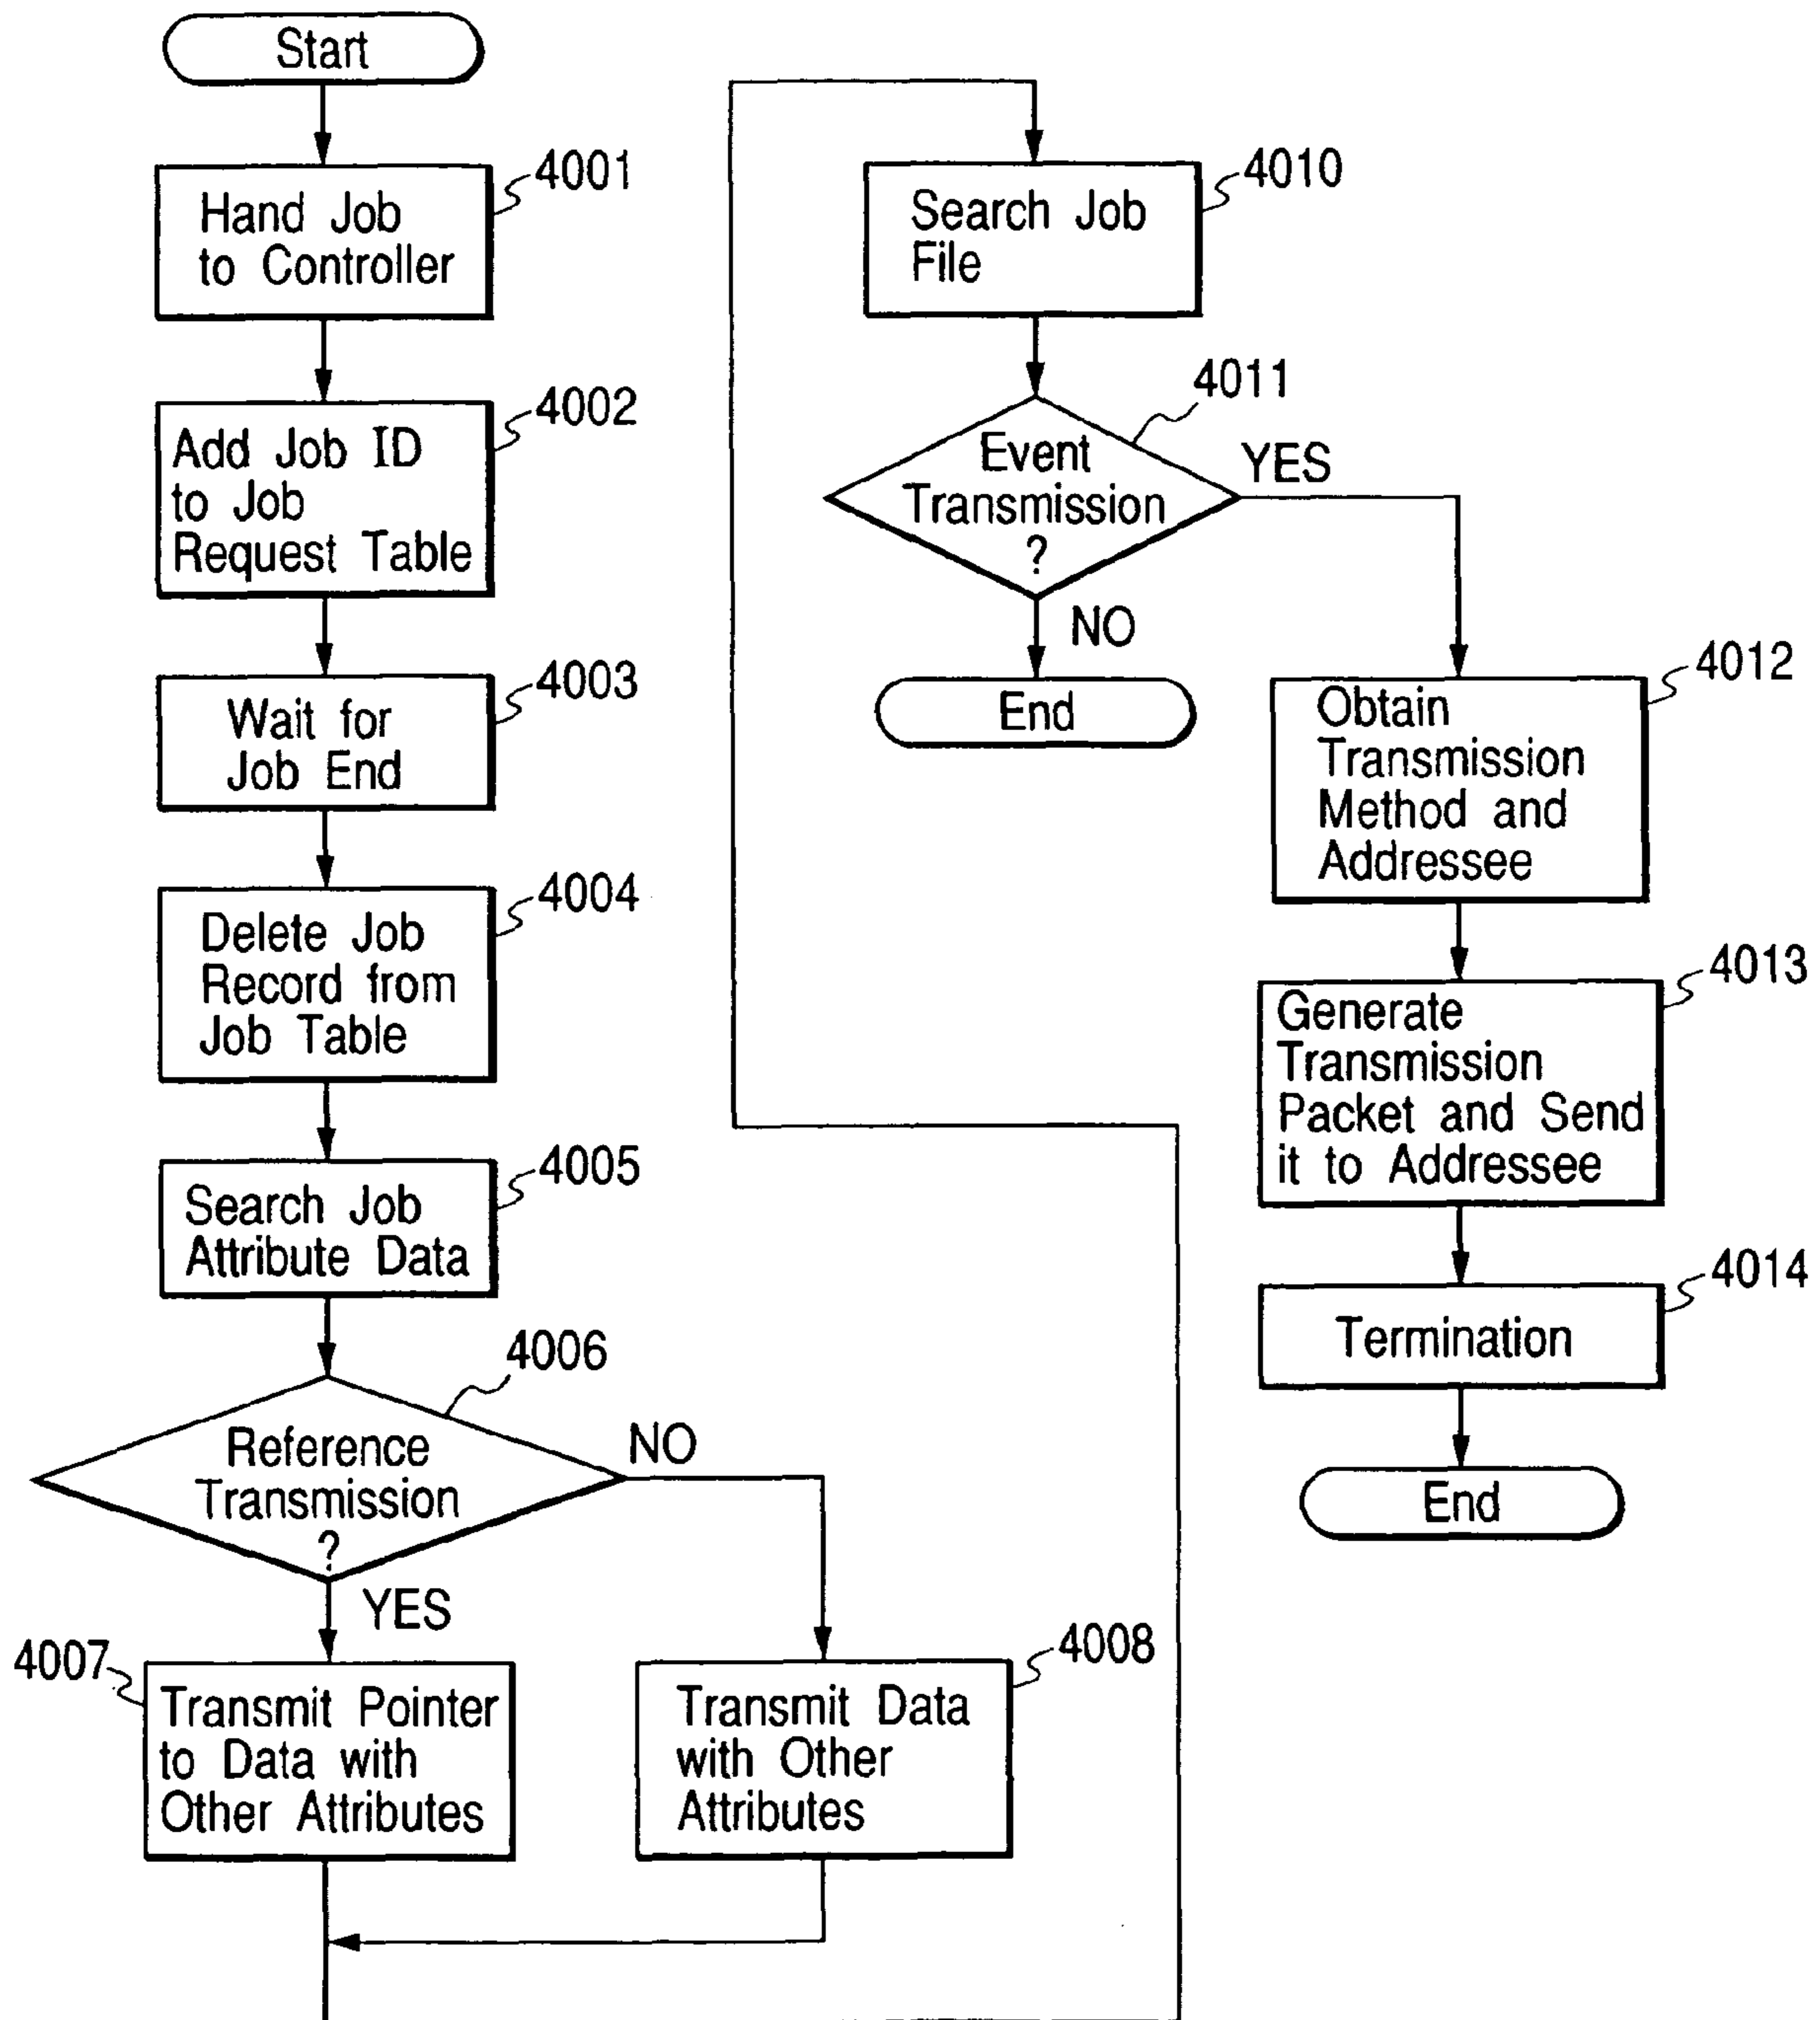 Start
4001
Hand Job
to Controller
4002
Add Job ID
to Job
Request Table
4003
Wait for
Job End
4004
Delete Job
Record from
Job Table
4005
Search Job
Attribute Data
4006
Reference
Transmission
?
NO
YES
4007
Transmit Pointer
to Data with
Other Attributes
4008
Transmit Data
with Other
Attributes
4010
Search Job
File
4011
Event
Transmission
?
YES
NO
End
4012
Obtain
Transmission
Method and
Addressee
4013
Generate
Transmission
Packet and Send
it to Addressee
4014
Termination
End